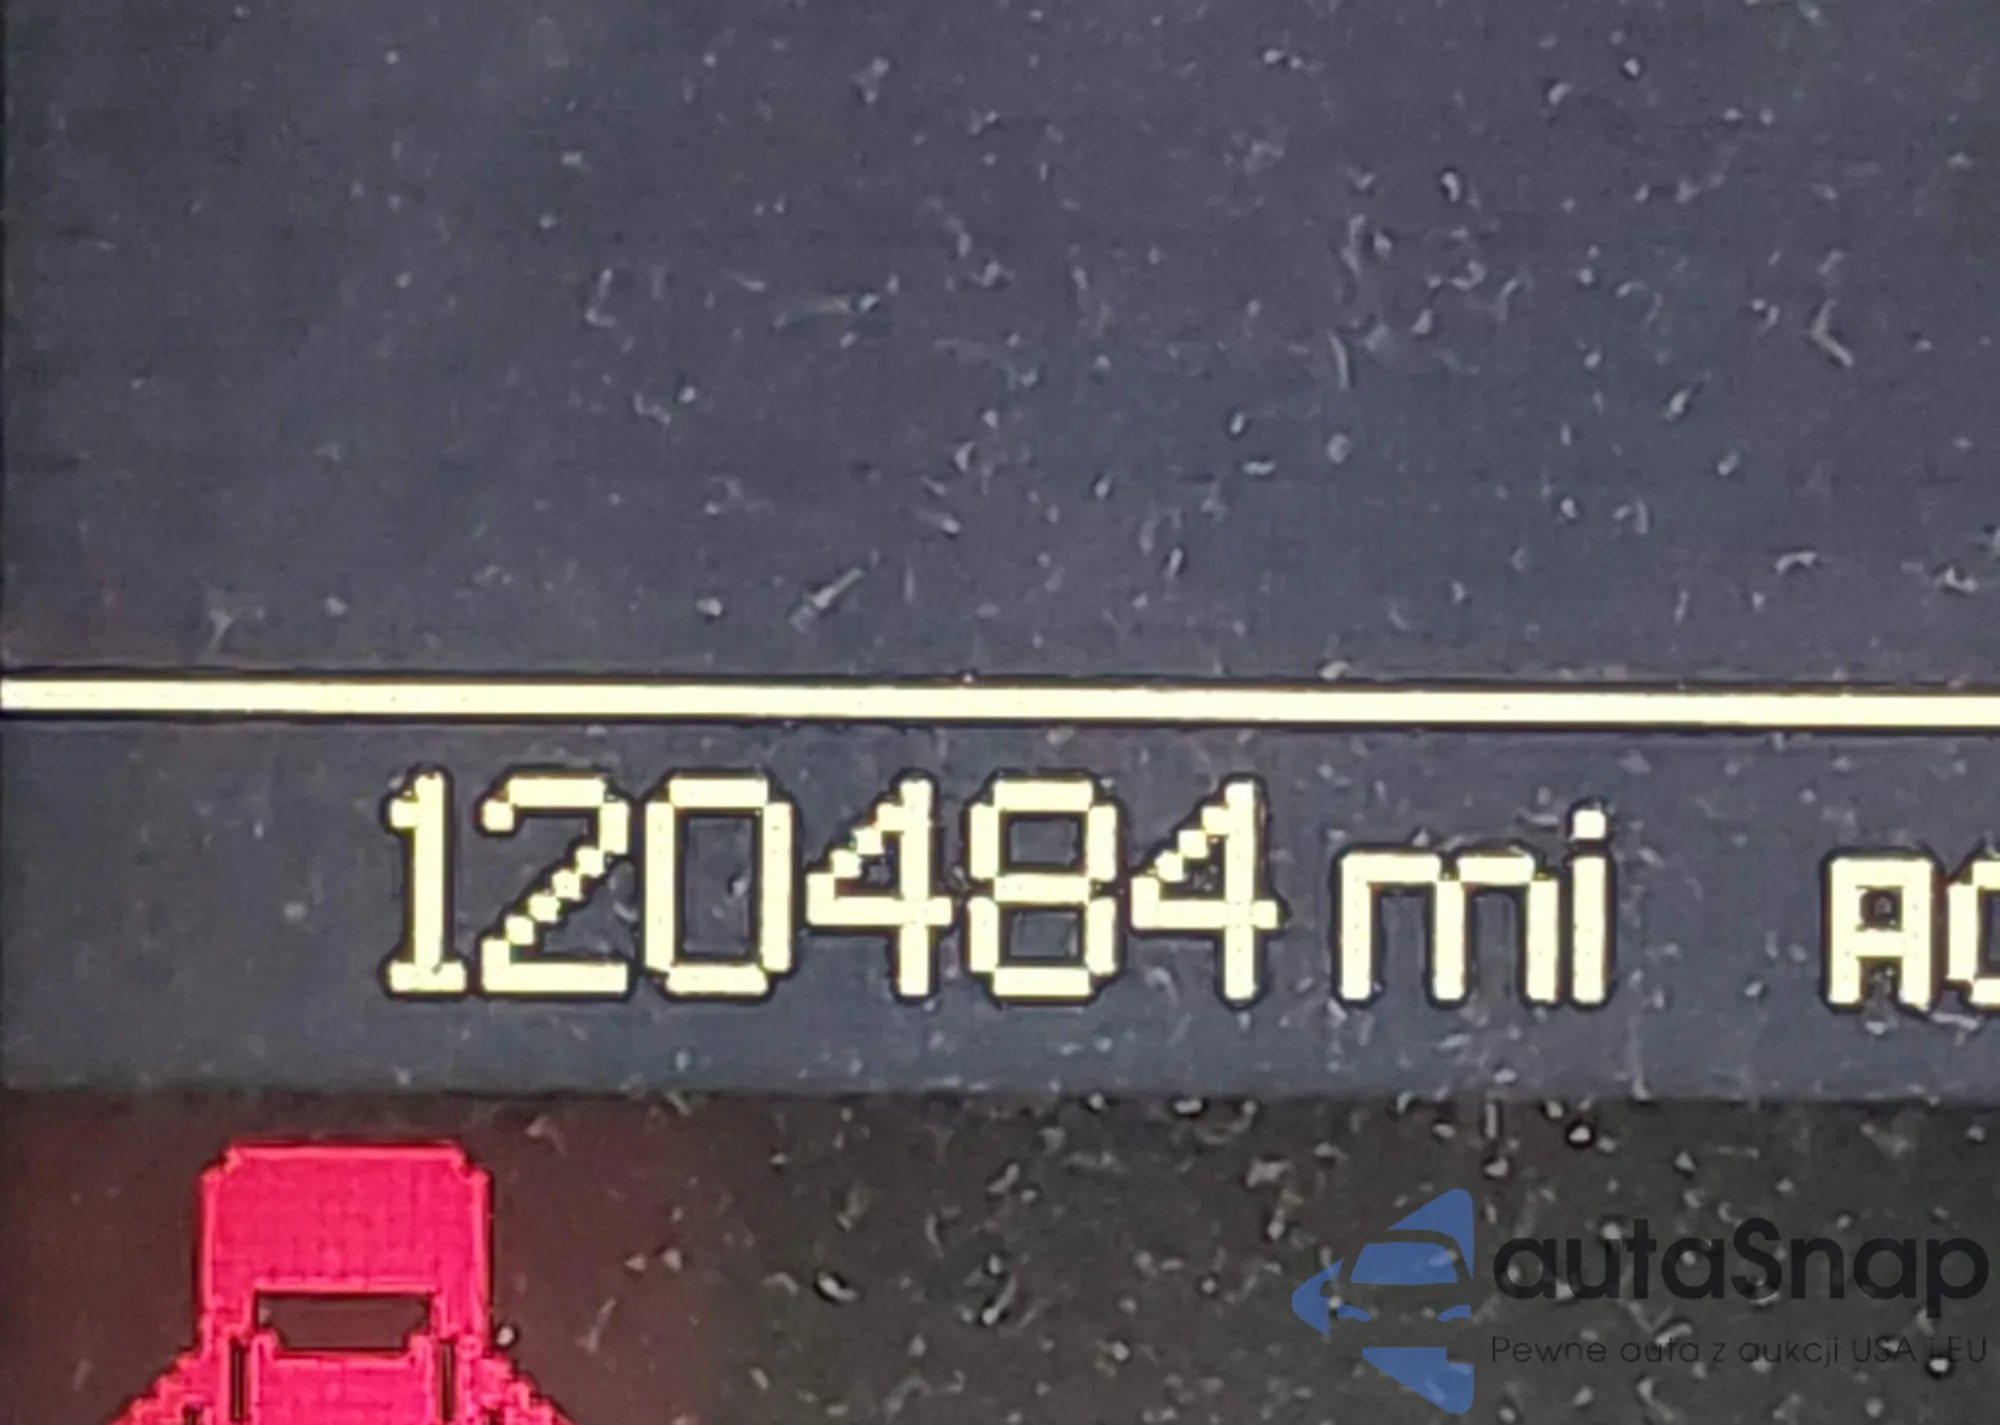 120484 mi
autaSnap
Pewne auta z aukcji USA i EU